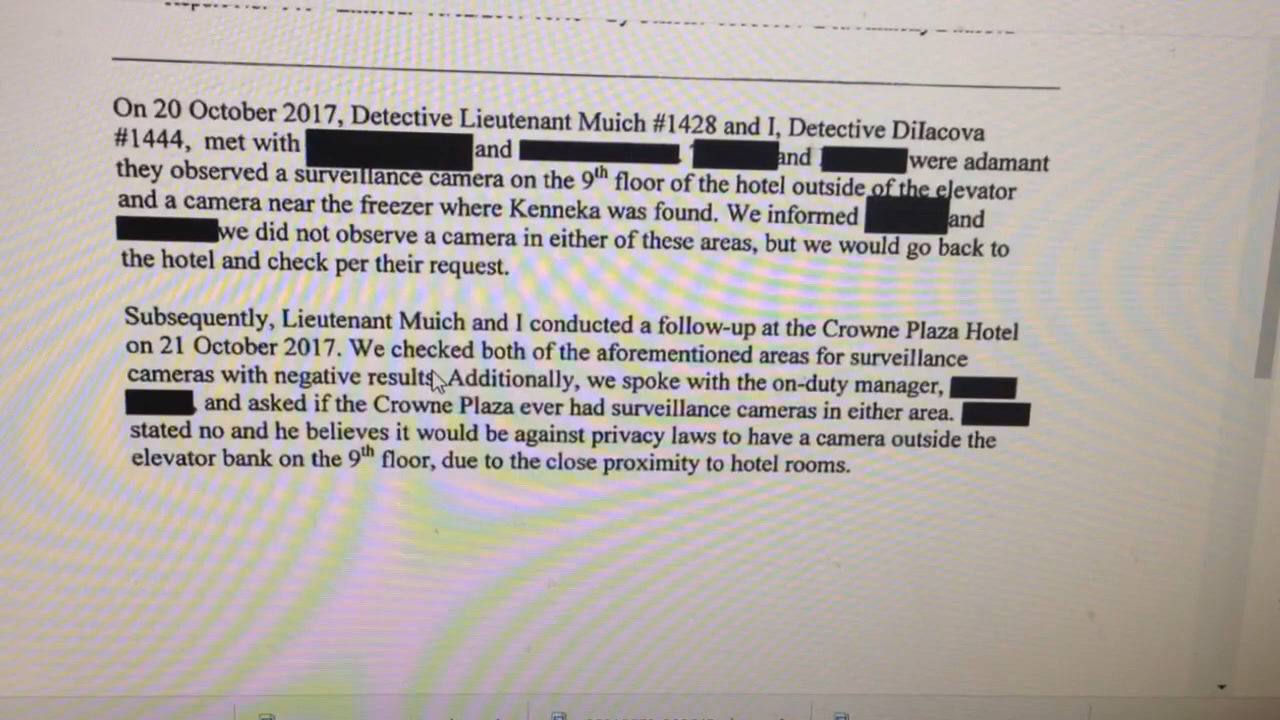 On 20 October 2017, Detective Lieutenant Muich #1428 and I, Detective DiIacova
#1444, met with and and were adamant
they observed a surveillance camera on the 9th floor of the hotel outside of the elevator
and a camera near the freezer where Kenneka was found. We informed and
we did not observe a camera in either of these areas, but we would go back to
the hotel and check per their request.
Subsequently, Lieutenant Muich and I conducted a follow-up at the Crowne Plaza Hotel
on 21 October 2017. We checked both of the aforementioned areas for surveillance
cameras with negative results. Additionally, we spoke with the on-duty manager,
, and asked if the Crowne Plaza ever had surveillance cameras in either area.
stated no and he believes it would be against privacy laws to have a camera outside the
elevator bank on the 9th floor, due to the close proximity to hotel rooms.